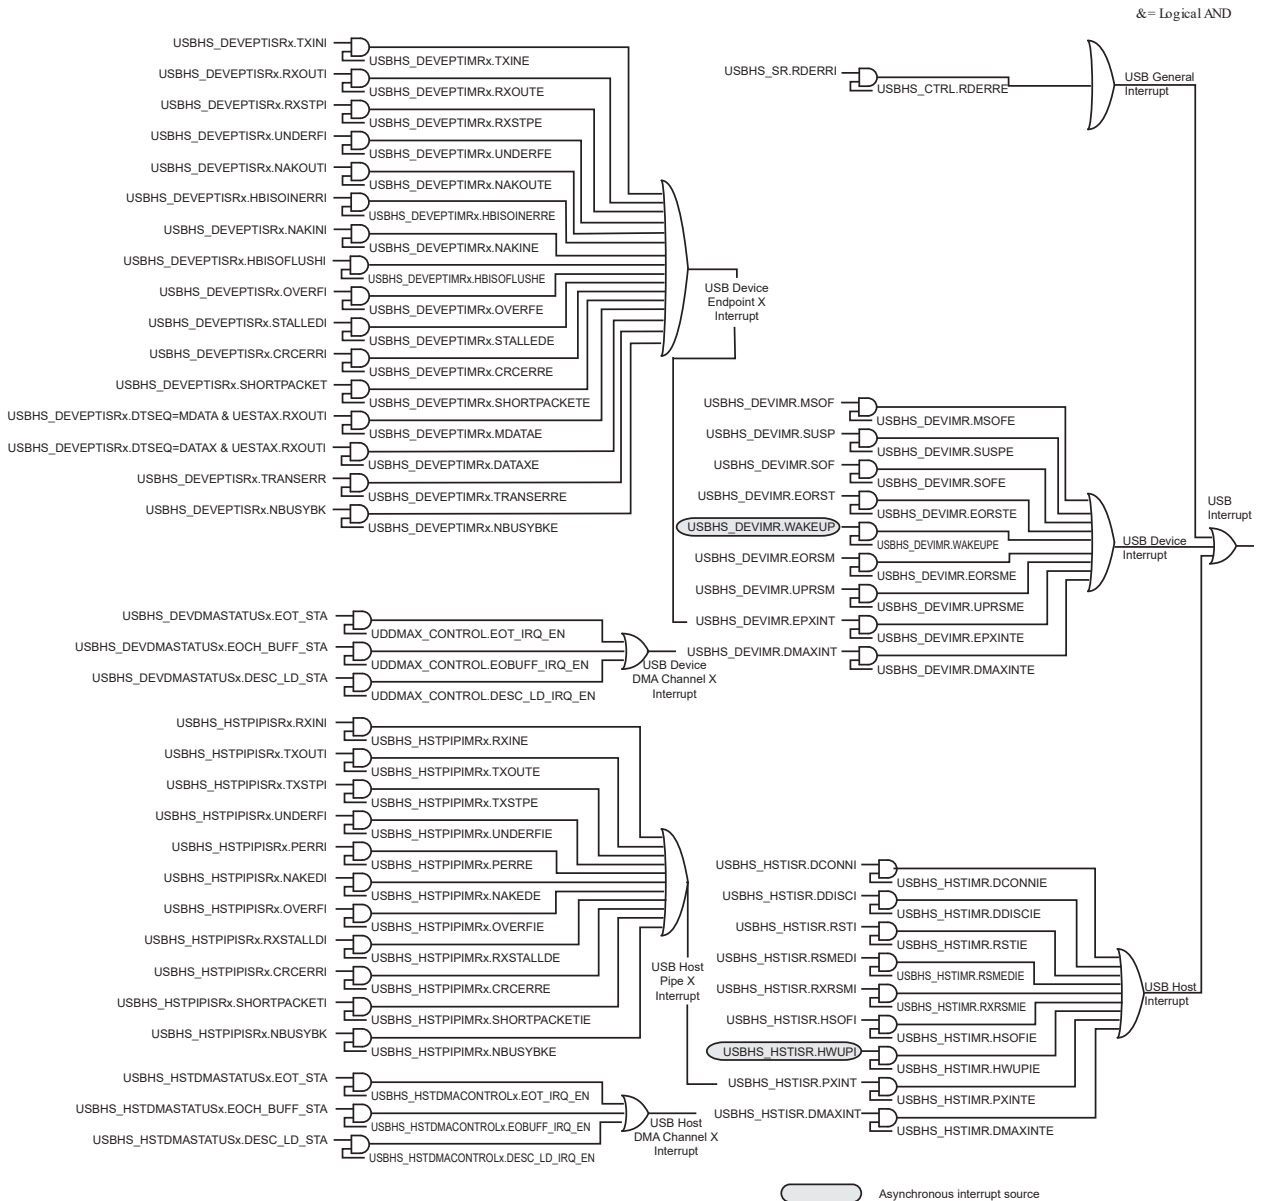 &= Logical AND
USBHS_DEVEPTISRx.TXINI
USBHS_DEVEPTIMRx.TXINE
USBHS_DEVEPTISRx.RXOUTI
USBHS_DEVEPTIMRx.RXOUTE
USBHS_DEVEPTISRx.RXSTPI
USBHS_DEVEPTIMRx.RXSTPE
USBHS_DEVEPTISRx.UNDERFI
USBHS_DEVEPTIMRx.UNDERFE
USBHS_DEVEPTISRx.NAKOUTI
USBHS_DEVEPTIMRx.NAKOUTE
USBHS_DEVEPTISRx.HBISOINERRI
USBHS_DEVEPTIMRx.HBISOINERRE
USBHS_DEVEPTISRx.NAKINI
USBHS_DEVEPTIMRx.NAKINE
USBHS_DEVEPTISRx.HBISOFLUSHI
USBHS_DEVEPTIMRx.HBISOFLUSHE
USBHS_DEVEPTISRx.OVERFI
USBHS_DEVEPTIMRx.OVERFE
USBHS_DEVEPTISRx.STALLEDI
USBHS_DEVEPTIMRx.STALLEDE
USBHS_DEVEPTISRx.CRCERRI
USBHS_DEVEPTIMRx.CRCERRE
USBHS_DEVEPTISRx.SHORTPACKET
USBHS_DEVEPTIMRx.SHORTPACKETE
USBHS_DEVEPTISRx.DTSEQ=MDATA & UESTAX.RXOUTI
USBHS_DEVEPTIMRx.MDATAE
USBHS_DEVEPTISRx.DTSEQ=DATAX & UESTAX.RXOUTI
USBHS_DEVEPTIMRx.DATAXE
USBHS_DEVEPTISRx.TRANSERR
USBHS_DEVEPTIMRx.TRANSERRE
USBHS_DEVEPTISRx.NBUSYBK
USBHS_DEVEPTIMRx.NBUSYBKE
USB Device
Endpoint X
Interrupt
USBHS_SR.RDERRI
USBHS_CTRL.RDERRE
USB General
Interrupt
USBHS_DEVIMR.MSOF
USBHS_DEVIMR.MSOFE
USBHS_DEVIMR.SUSP
USBHS_DEVIMR.SUSPE
USBHS_DEVIMR.SOF
USBHS_DEVIMR.SOFE
USBHS_DEVIMR.EORST
USBHS_DEVIMR.EORSTE
USBHS_DEVIMR.WAKEUP
USBHS_DEVIMR.WAKEUPE
USBHS_DEVIMR.EORSM
USBHS_DEVIMR.EORSME
USBHS_DEVIMR.UPRSM
USBHS_DEVIMR.UPRSME
USBHS_DEVIMR.EPXINT
USBHS_DEVIMR.EPXINTE
USBHS_DEVIMR.DMAXINT
USBHS_DEVIMR.DMAXINTE
USB Device
Interrupt
USB
Interrupt
USBHS_DEVDMASTATUSx.EOT_STA
UDDMAX_CONTROL.EOT_IRQ_EN
USBHS_DEVDMASTATUSx.EOCH_BUFF_STA
UDDMAX_CONTROL.EOBUFF_IRQ_EN
USBHS_DEVDMASTATUSx.DESC_LD_STA
UDDMAX_CONTROL.DESC_LD_IRQ_EN
USB Device
DMA Channel X
Interrupt
USBHS_HSTPIPISRx.RXINI
USBHS_HSTPIPIMRx.RXINE
USBHS_HSTPIPISRx.TXOUTI
USBHS_HSTPIPIMRx.TXOUTE
USBHS_HSTPIPISRx.TXSTPI
USBHS_HSTPIPIMRx.TXSTPE
USBHS_HSTPIPISRx.UNDERFI
USBHS_HSTPIPIMRx.UNDERFIE
USBHS_HSTPIPISRx.PERRI
USBHS_HSTPIPIMRx.PERRE
USBHS_HSTPIPISRx.NAKEDI
USBHS_HSTPIPIMRx.NAKEDE
USBHS_HSTPIPISRx.OVERFI
USBHS_HSTPIPIMRx.OVERFIE
USBHS_HSTPIPISRx.RXSTALLDI
USBHS_HSTPIPIMRx.RXSTALLDE
USBHS_HSTPIPISRx.CRCERRI
USBHS_HSTPIPIMRx.CRCERRE
USBHS_HSTPIPISRx.SHORTPACKETI
USBHS_HSTPIPIMRx.SHORTPACKETIE
USBHS_HSTPIPISRx.NBUSYBK
USBHS_HSTPIPIMRx.NBUSYBKE
USB Host
Pipe X
Interrupt
USBHS_HSTISR.DCONNI
USBHS_HSTIMR.DCONNIE
USBHS_HSTISR.DDISCI
USBHS_HSTIMR.DDISCIE
USBHS_HSTISR.RSTI
USBHS_HSTIMR.RSTIE
USBHS_HSTISR.RSMEDI
USBHS_HSTIMR.RSMEDIE
USBHS_HSTISR.RXRSMI
USBHS_HSTIMR.RXRSMIE
USBHS_HSTISR.HSOFI
USBHS_HSTIMR.HSOFIE
USBHS_HSTISR.HWUPI
USBHS_HSTIMR.HWUPIE
USBHS_HSTISR.PXINT
USBHS_HSTIMR.PXINTE
USBHS_HSTISR.DMAXINT
USBHS_HSTIMR.DMAXINTE
USB Host
Interrupt
USBHS_HSTDMASTATUSx.EOT_STA
USBHS_HSTDMACONTROLx.EOT_IRQ_EN
USBHS_HSTDMASTATUSx.EOCH_BUFF_STA
USBHS_HSTDMACONTROLx.EOBUFF_IRQ_EN
USBHS_HSTDMASTATUSx.DESC_LD_STA
USBHS_HSTDMACONTROLx.DESC_LD_IRQ_EN
USB Host
DMA Channel X
Interrupt
Asynchronous interrupt source